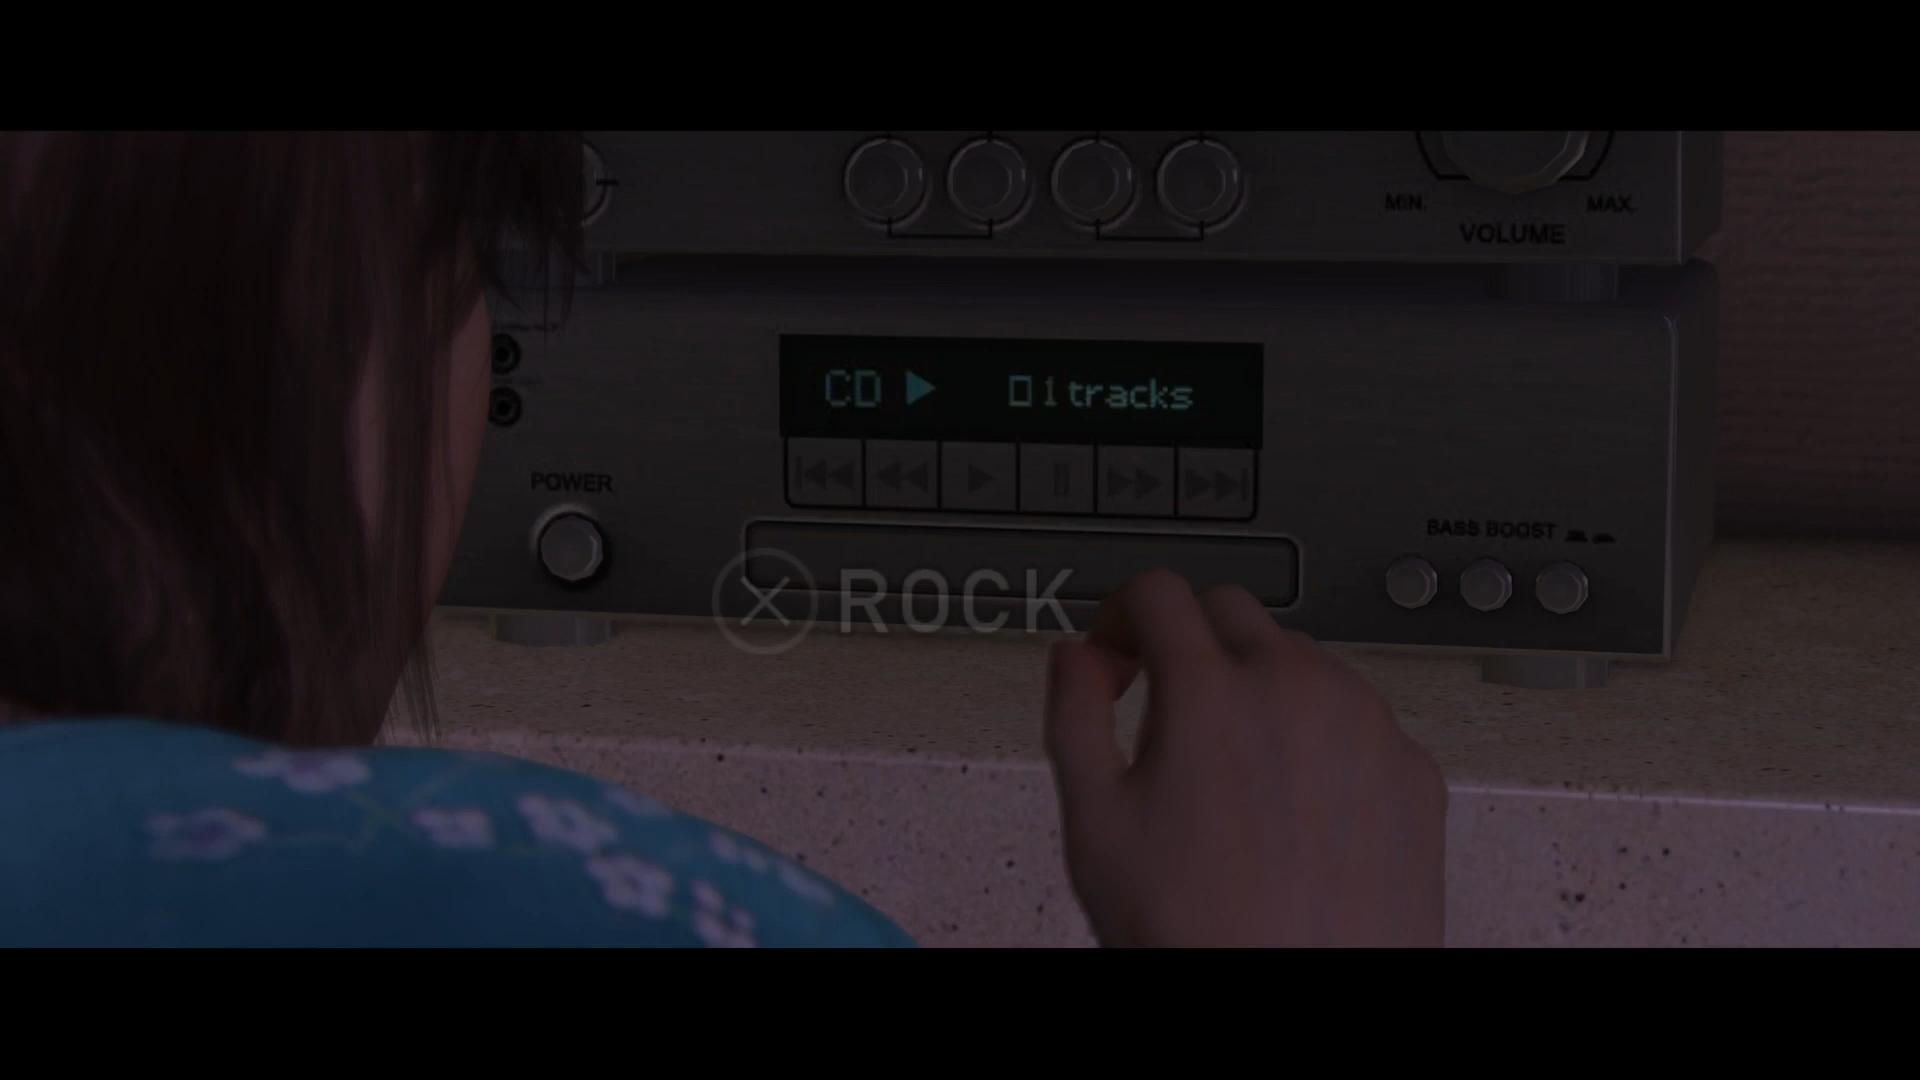 MIN.
MAX.
VOLUME
CD ▶ 01 tracks
POWER
BASS BOOST
ROCK